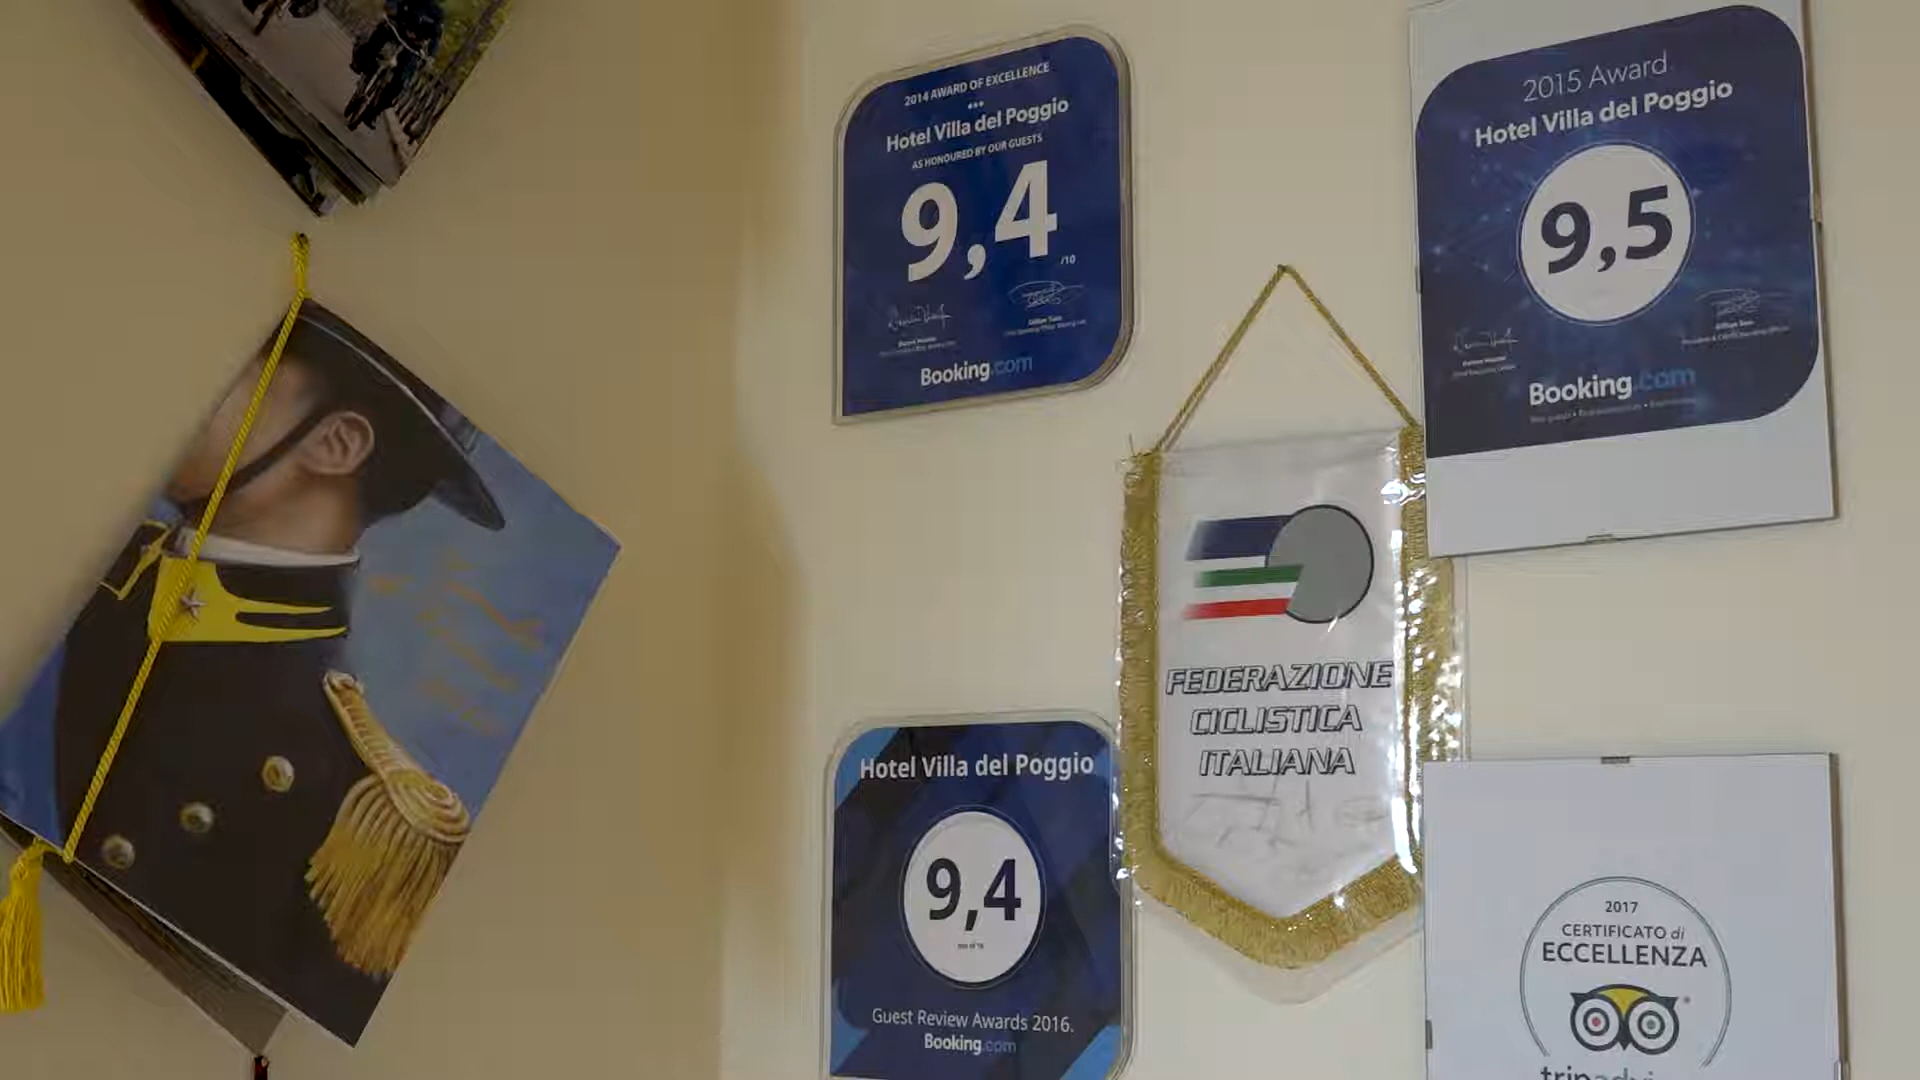 2014 AWARD OF EXCELLENCE
Hotel Villa del Poggio
AS HONOURED BY OUR GUESTS
9,4
/10
Booking.com
2015 Award
Hotel Villa del Poggio
9,5
Booking.com
FEDERAZIONE
CICLISTICA
ITALIANA
Hotel Villa del Poggio
9,4
Guest Review Awards 2016.
Booking.com
2017
CERTIFICATO di
ECCELLENZA